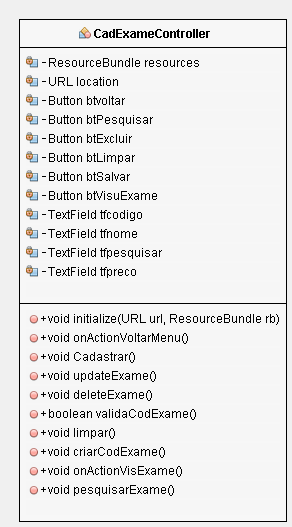 CadExameController
-ResourceBundle resources
-URL location
-Button btvoltar
-Button btPesquisar
-Button btExcluir
-Button btLimpar
-Button btSalvar
-Button btVisuExame
-TextField tfcodigo
-TextField tfnome
-TextField tfpesquisar
-TextField tfpreco
+void initialize(URL url, ResourceBundle rb)
+void onActionVoltarMenu()
+void Cadastrar()
+void updateExame()
+void deleteExame()
+boolean validaCodExame()
+void limpar()
+void criarCodExame()
+void onActionVisExame()
+void pesquisarExame()